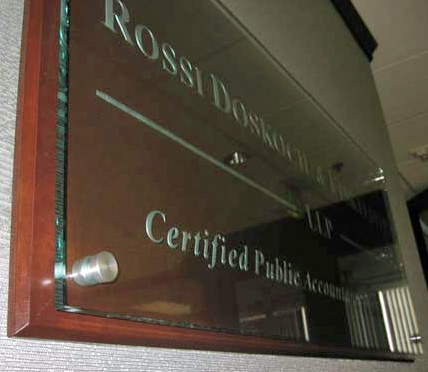 ROSSI DOSKOCIL &
LLP
Certified Public